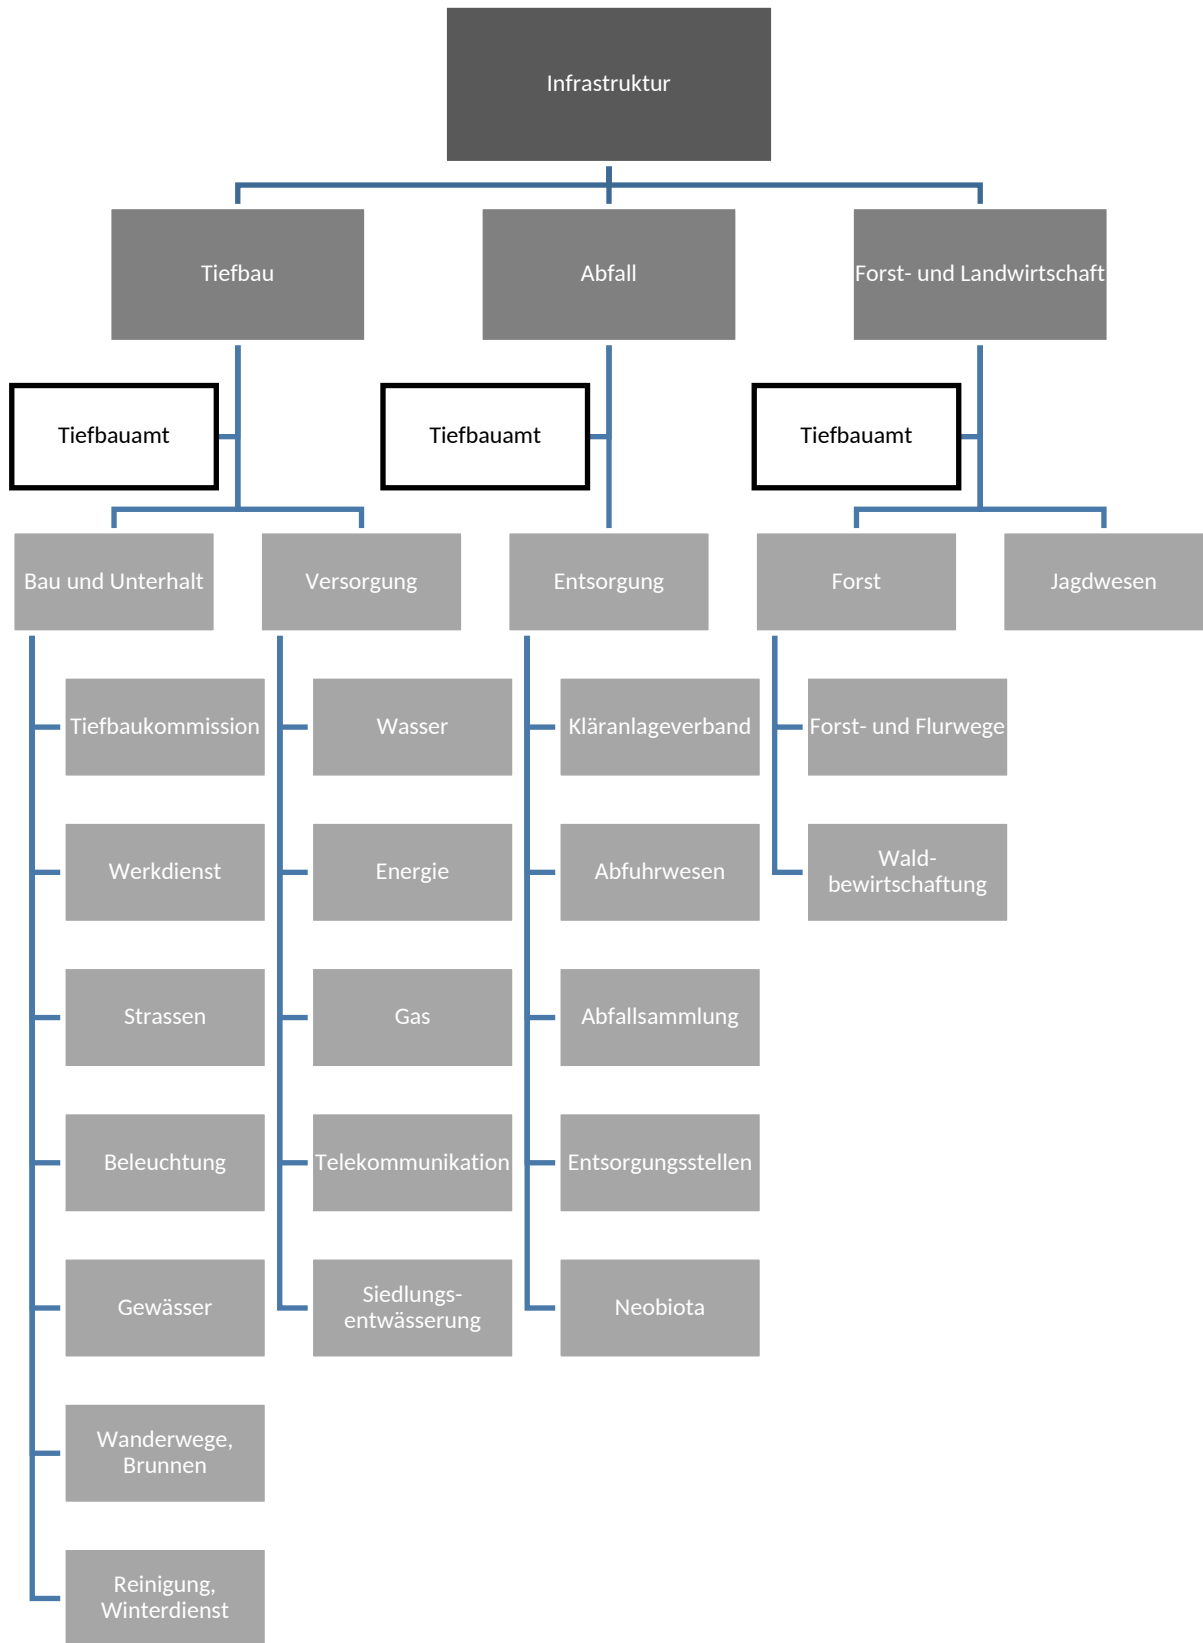 Infrastruktur
Tiefbau
Abfall
Forst- und Landwirtschaft
Tiefbauamt
Tiefbauamt
Tiefbauamt
Bau und Unterhalt
Versorgung
Entsorgung
Forst
Jagdwesen
Tiefbaukommission
Wasser
Kläranlageverband
Forst- und Flurwege
Werkdienst
Energie
Abfuhrwesen
Wald-
bewirtschaftung
Strassen
Gas
Abfallsammlung
Beleuchtung
Telekommunikation
Entsorgungsstellen
Gewässer
Siedlungs-
entwässerung
Neobiota
Wanderwege,
Brunnen
Reinigung,
Winterdienst